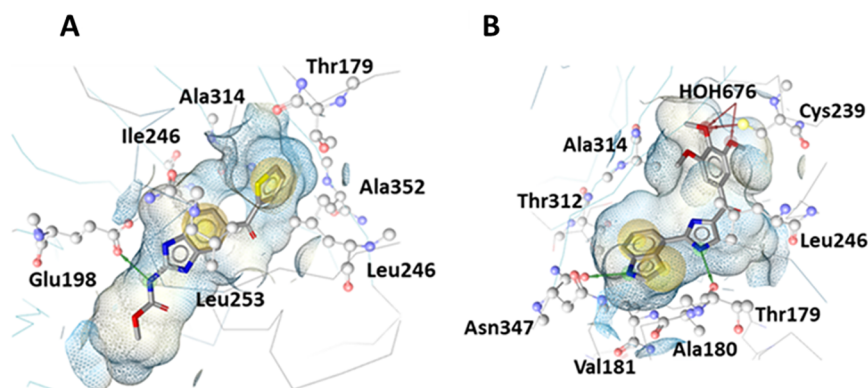 A
Thr179
Ala314
Ile246
Ala352
Glu198
Leu246
Leu253
B
HOH676
Cys239
Ala314
Thr312
Leu246
Asn347
Thr179
Ala180
Val181